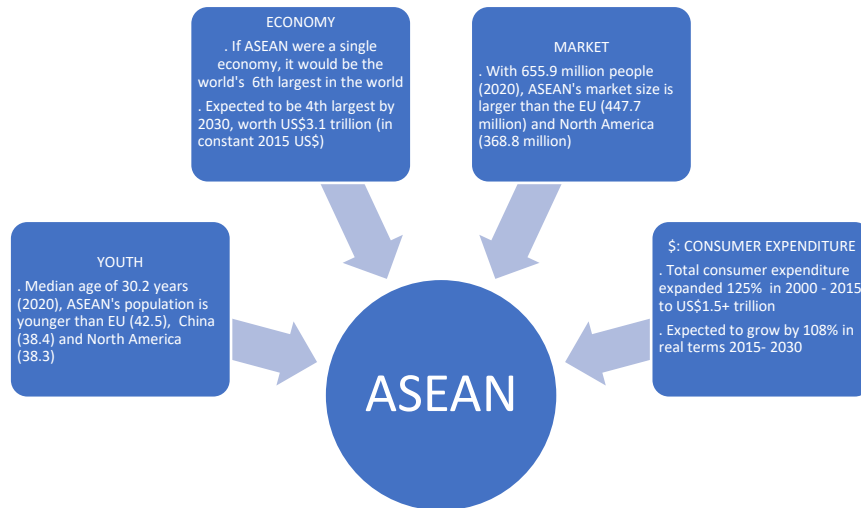 ECONOMY
. If ASEAN were a single
economy, it would be the
world's 6th largest in the world
. Expected to be 4th largest by
2030, worth US$3.1 trillion (in
constant 2015 US$)
MARKET
. With 655.9 million people
(2020), ASEAN's market size is
larger than the EU (447.7
million) and North America
(368.8 million)
YOUTH
. Median age of 30.2 years
(2020), ASEAN's population is
younger than EU (42.5), China
(38.4) and North America
(38.3)
$: CONSUMER EXPENDITURE
. Total consumer expenditure
expanded 125% in 2000 - 2015
to US$1.5+ trillion
. Expected to grow by 108% in
real terms 2015- 2030
ASEAN